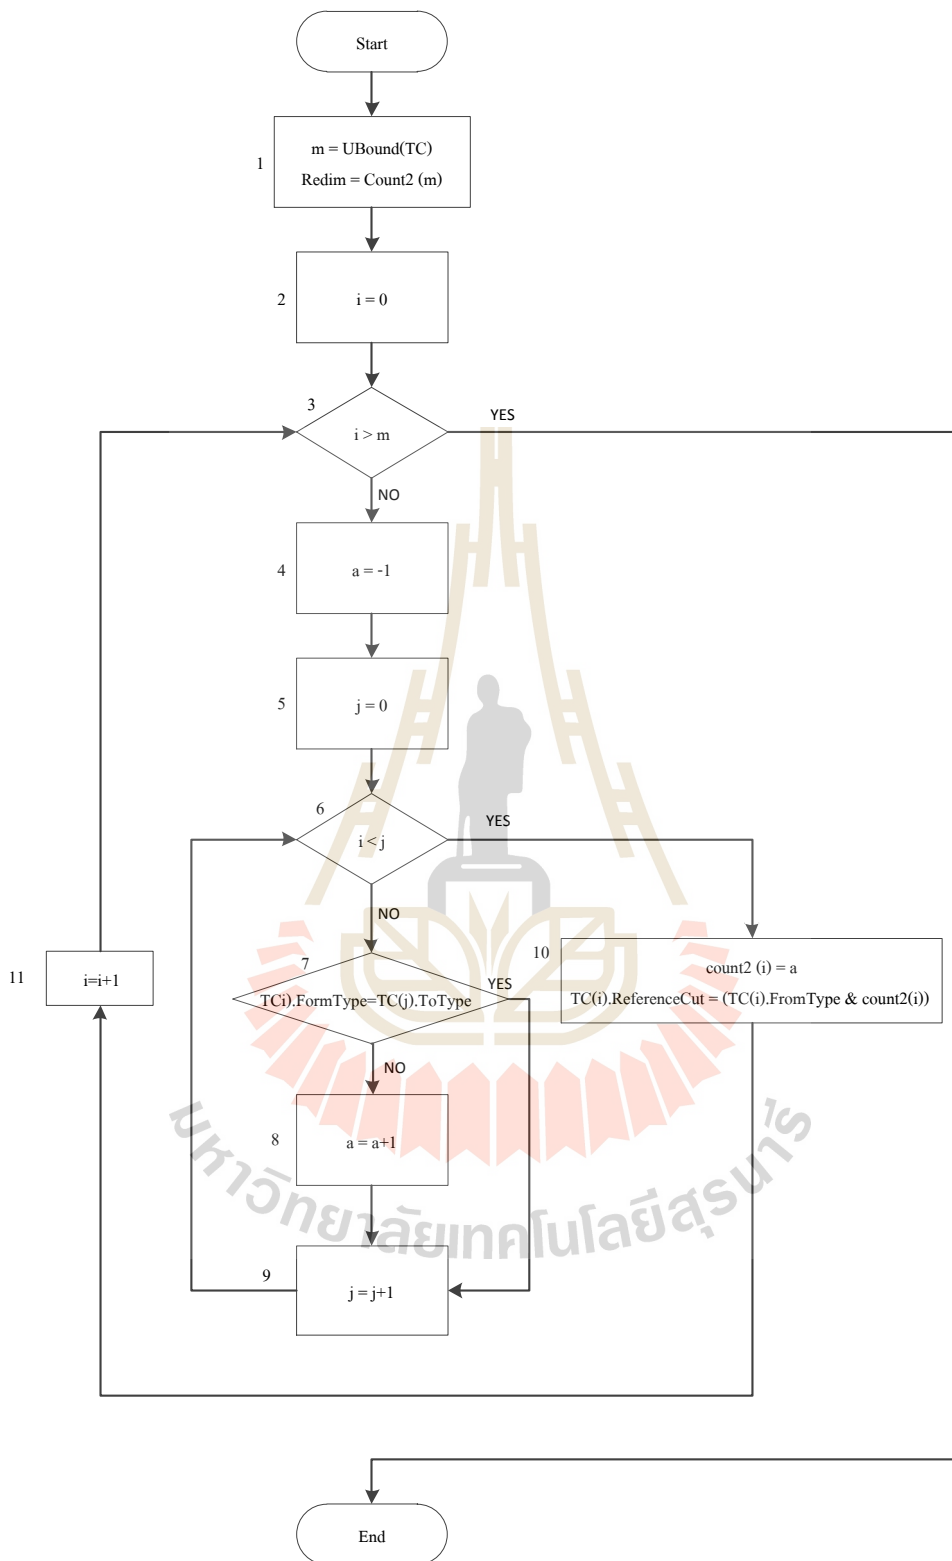 Start
1
m = UBound(TC)
Redim = Count2 (m)
2
i = 0
3
i > m
YES
NO
4
a = -1
5
j = 0
6
i < j
YES
NO
7
TCi).FormType=TC(j).ToType
YES
NO
10
count2 (i) = a
TC(i).ReferenceCut = (TC(i).FromType & count2(i))
11
i=i+1
8
a = a+1
9
j = j+1
มหาวิทยาลัยเทคโนโลยีสุรนารี
End